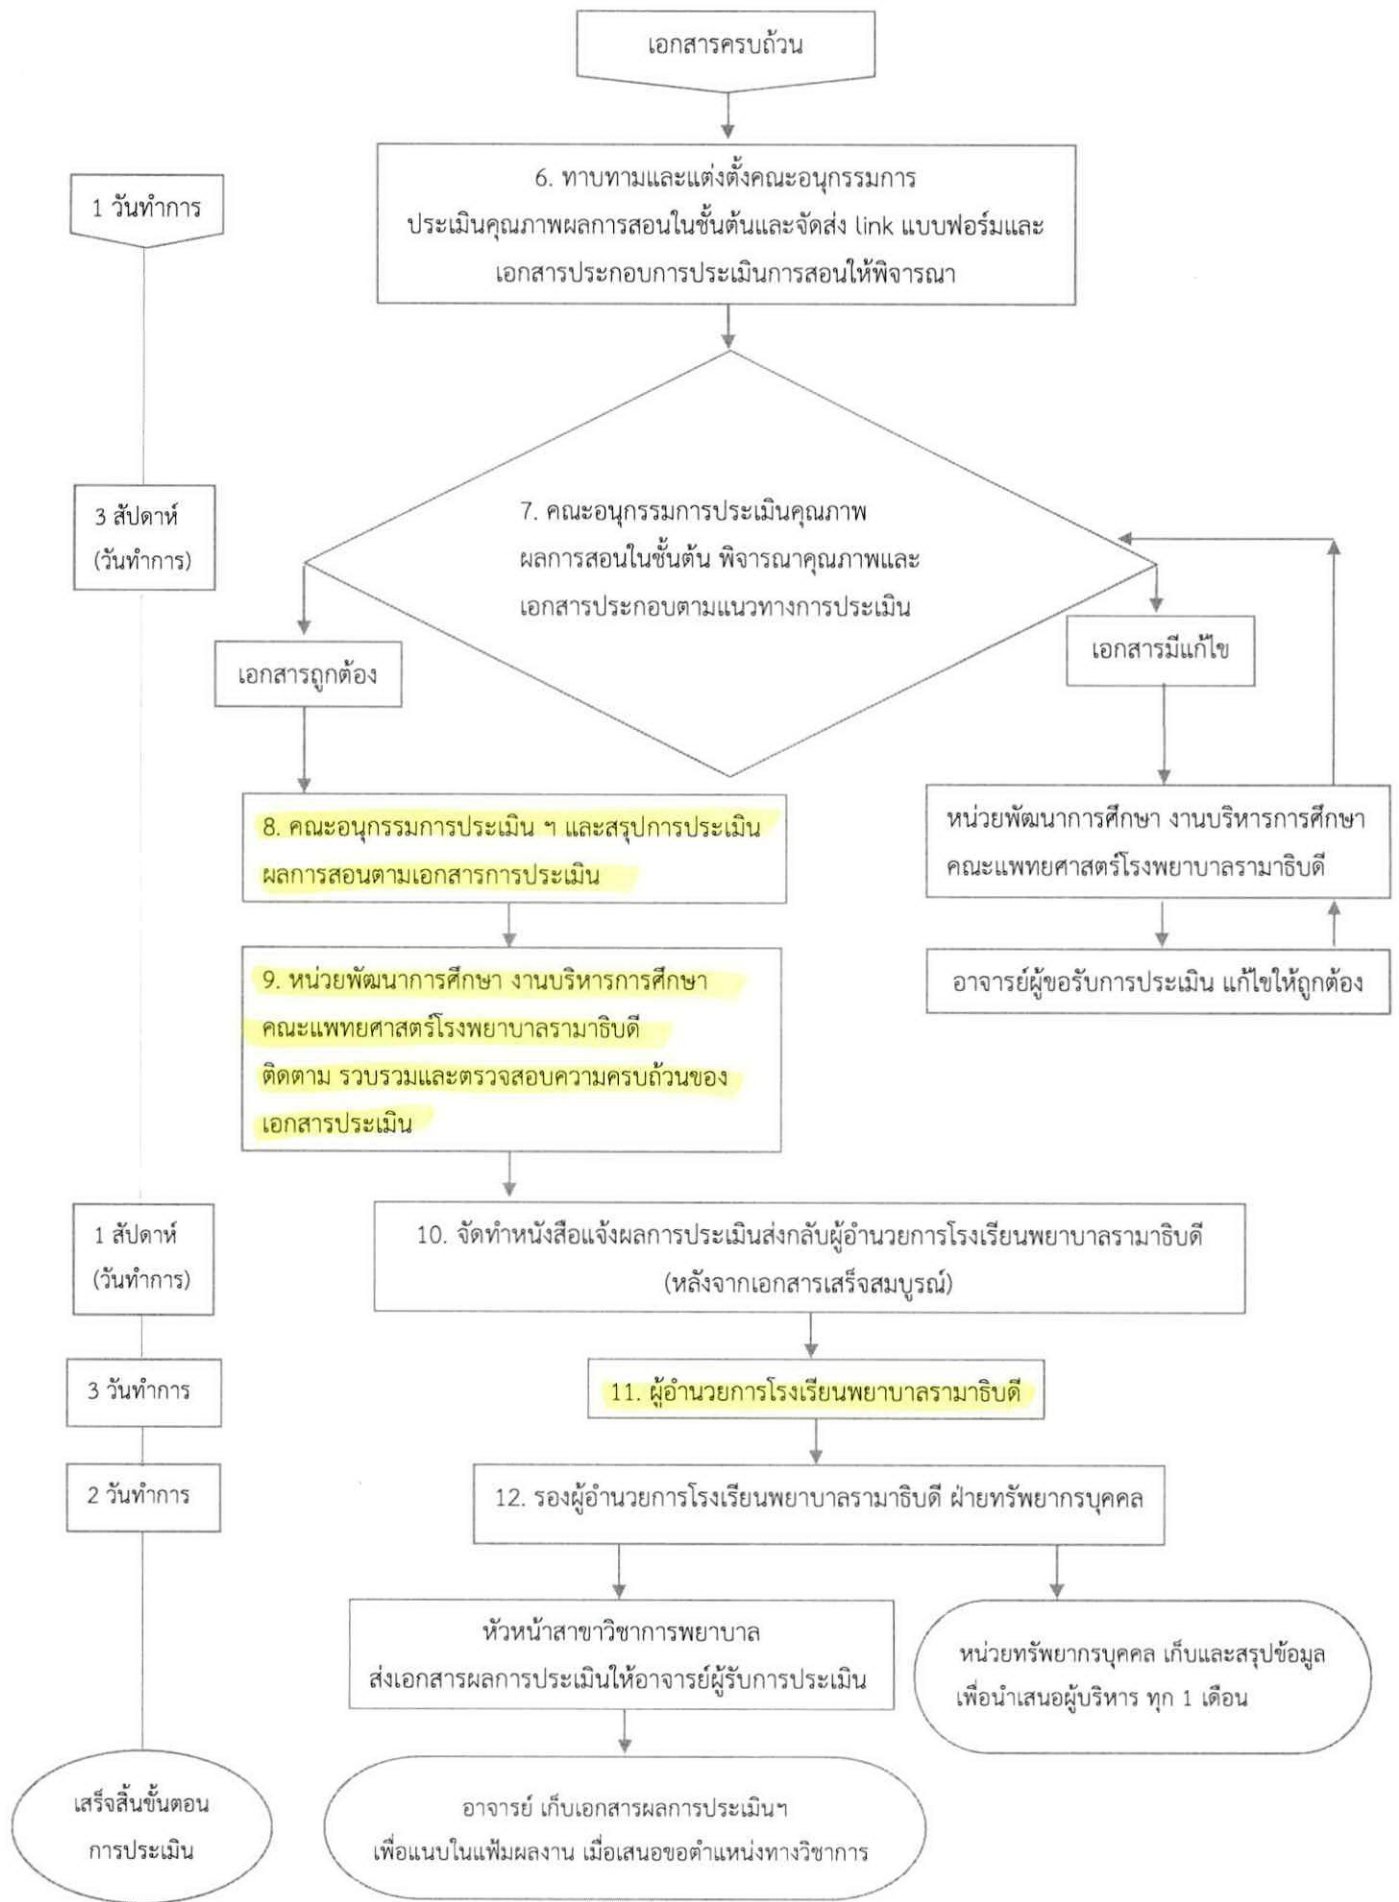 เอกสารครบถ้วน
1 วันทำการ
6. ทาบทามและแต่งตั้งคณะอนุกรรมการ
ประเมินคุณภาพผลการสอนในชั้นต้นและจัดส่ง link แบบฟอร์มและ
เอกสารประกอบการประเมินการสอนให้พิจารณา
3 สัปดาห์
(วันทำการ)
7. คณะอนุกรรมการประเมินคุณภาพ
ผลการสอนในชั้นต้น พิจารณาคุณภาพและ
เอกสารประกอบตามแนวทางการประเมิน
เอกสารถูกต้อง
เอกสารมีแก้ไข
8. คณะอนุกรรมการประเมิน ฯ และสรุปการประเมิน
ผลการสอนตามเอกสารการประเมิน
หน่วยพัฒนาการศึกษา งานบริหารการศึกษา
คณะแพทยศาสตร์โรงพยาบาลรามาธิบดี
อาจารย์ผู้ขอรับการประเมิน แก้ไขให้ถูกต้อง
9. หน่วยพัฒนาการศึกษา งานบริหารการศึกษา
คณะแพทยศาสตร์โรงพยาบาลรามาธิบดี
ติดตาม รวบรวมและตรวจสอบความครบถ้วนของ
เอกสารประเมิน
1 สัปดาห์
(วันทำการ)
10. จัดทำหนังสือแจ้งผลการประเมินส่งกลับผู้อำนวยการโรงเรียนพยาบาลรามาธิบดี
(หลังจากเอกสารเสร็จสมบูรณ์)
3 วันทำการ
11. ผู้อำนวยการโรงเรียนพยาบาลรามาธิบดี
2 วันทำการ
12. รองผู้อำนวยการโรงเรียนพยาบาลรามาธิบดี ฝ่ายทรัพยากรบุคคล
หัวหน้าสาขาวิชาการพยาบาล
ส่งเอกสารผลการประเมินให้อาจารย์ผู้รับการประเมิน
หน่วยทรัพยากรบุคคล เก็บและสรุปข้อมูล
เพื่อนำเสนอผู้บริหาร ทุก 1 เดือน
เสร็จสิ้นขั้นตอน
การประเมิน
อาจารย์ เก็บเอกสารผลการประเมินฯ
เพื่อแนบในแฟ้มผลงาน เมื่อเสนอขอตำแหน่งทางวิชาการ